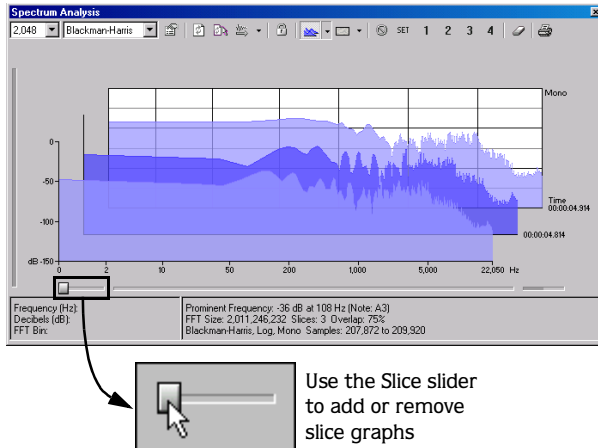 Spectrum Analysis
2,048 Blackman-Harris SET 1 2 3 4
Mono
0
-50
-100
dB -150
Time
00:00:04.914
00:00:04.814
0 2 10 50 200 1,000 5,000 22,050 Hz
Frequency (Hz):
Decibels (dB):
FFT Bin:
Prominent Frequency: -36 dB at 108 Hz (Note: A3)
FFT Size: 2,011,246,232 Slices: 3 Overlap: 75%
Blackman-Harris, Log, Mono Samples: 207,872 to 209,920
Use the Slice slider
to add or remove
slice graphs